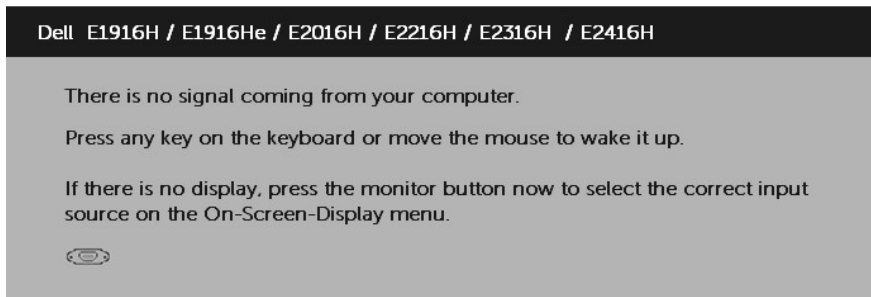 Dell E1916H / E1916He / E2016H / E2216H / E2316H / E2416H
There is no signal coming from your computer.
Press any key on the keyboard or move the mouse to wake it up.
If there is no display, press the monitor button now to select the correct input
source on the On-Screen-Display menu.